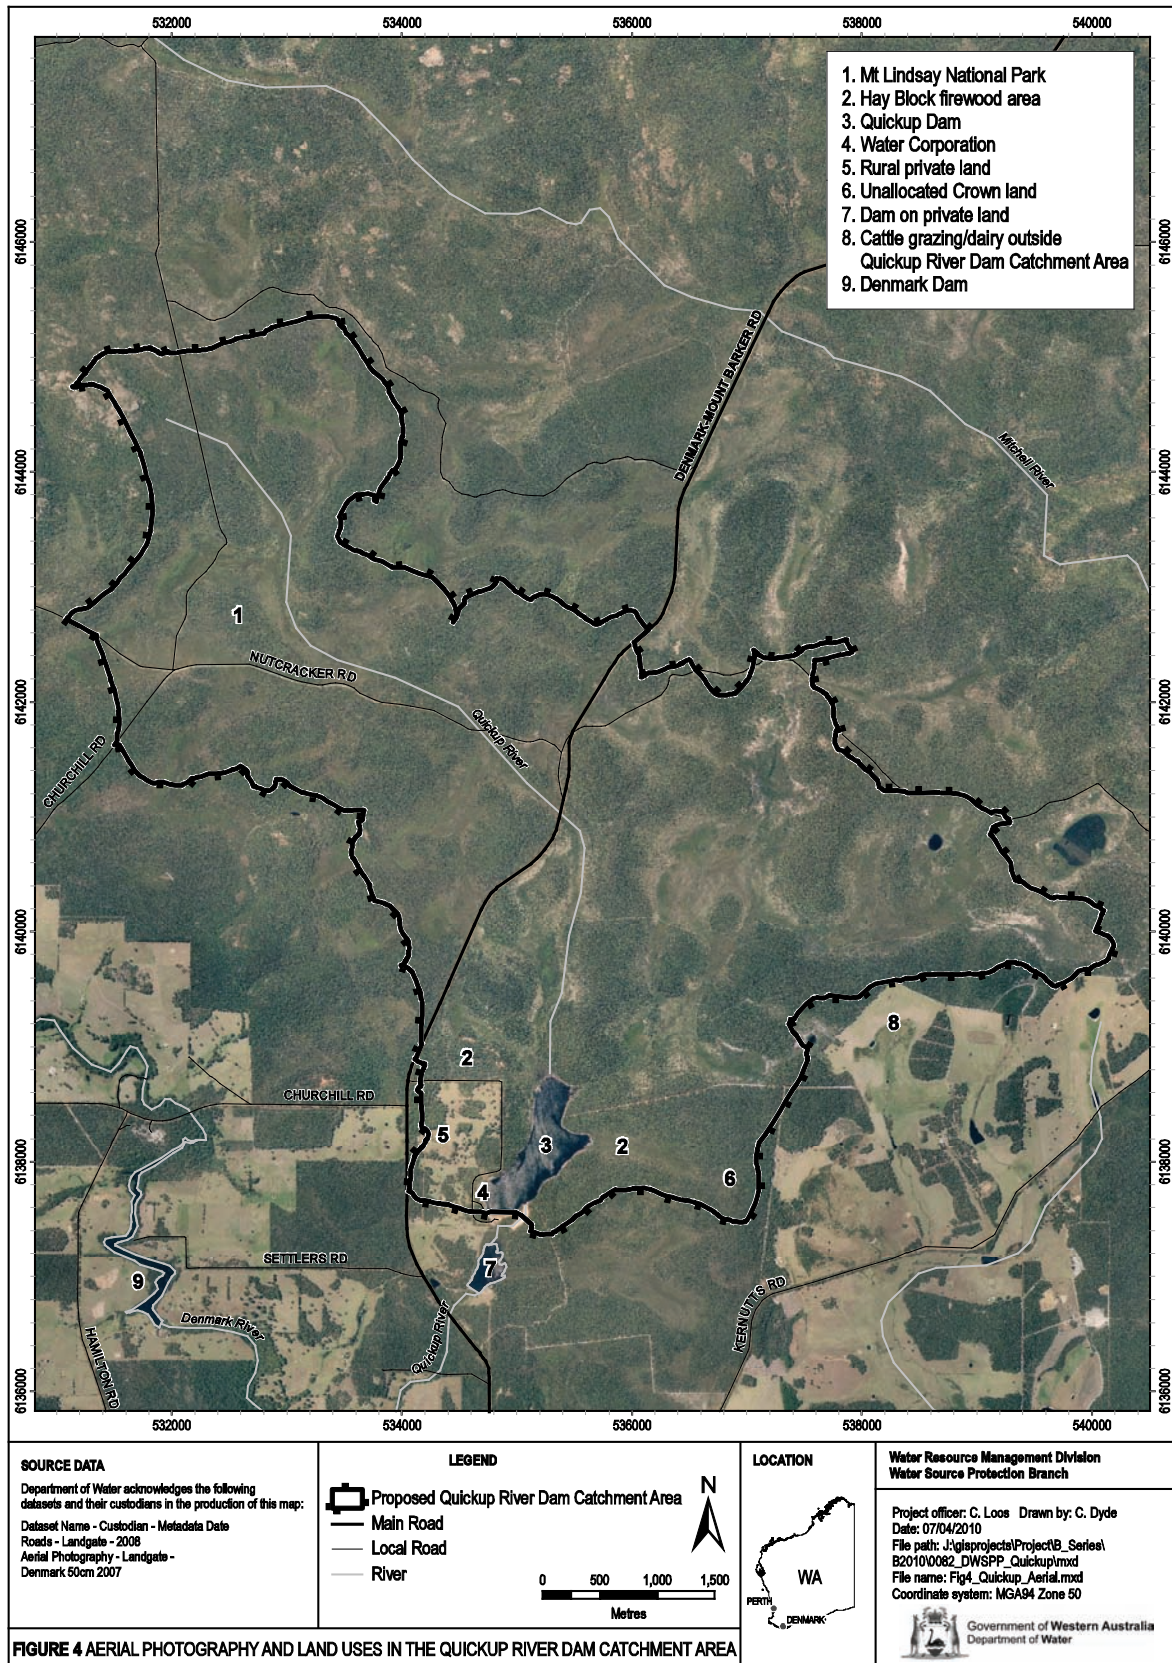 532000
534000
536000
538000
540000
1. Mt Lindsay National Park
2. Hay Block firewood area
3. Quickup Dam
4. Water Corporation
5. Rural private land
6. Unallocated Crown land
7. Dam on private land
8. Cattle grazing/dairy outside
Quickup River Dam Catchment Area
9. Denmark Dam
6146000
6146000
DENMARK-MOUNT BARKER RD
Mitchell River
6144000
6144000
1
NUTCRACKER RD
Quickup River
6142000
6142000
CHURCHILL RD
6140000
6140000
8
2
CHURCHILL RD
5
3
2
6138000
6138000
4
6
SETTLERS RD
7
9
Denmark River
Quickup River
KERNUTTS RD
HAMILTON RD
6136000
6136000
532000
534000
536000
538000
540000
SOURCE DATA
Department of Water acknowledges the following
datasets and their custodians in the production of this map:
Dataset Name - Custodian - Metadata Date
Roads - Landgate - 2008
Aerial Photography - Landgate -
Denmark 50cm 2007
LEGEND
Proposed Quickup River Dam Catchment Area
Main Road
Local Road
River
N
0 500 1,000 1,500
Metres
LOCATION
WA
PERTH
DENMARK
Water Resource Management Division
Water Source Protection Branch
Project officer: C. Loos Drawn by: C. Dyde
Date: 07/04/2010
File path: J:\gisprojects\Project\B_Series\
B2010\0082_DWSPP_Quickup\mxd
File name: Fig4_Quickup_Aerial.mxd
Coordinate system: MGA94 Zone 50
Government of Western Australia
Department of Water
FIGURE 4 AERIAL PHOTOGRAPHY AND LAND USES IN THE QUICKUP RIVER DAM CATCHMENT AREA